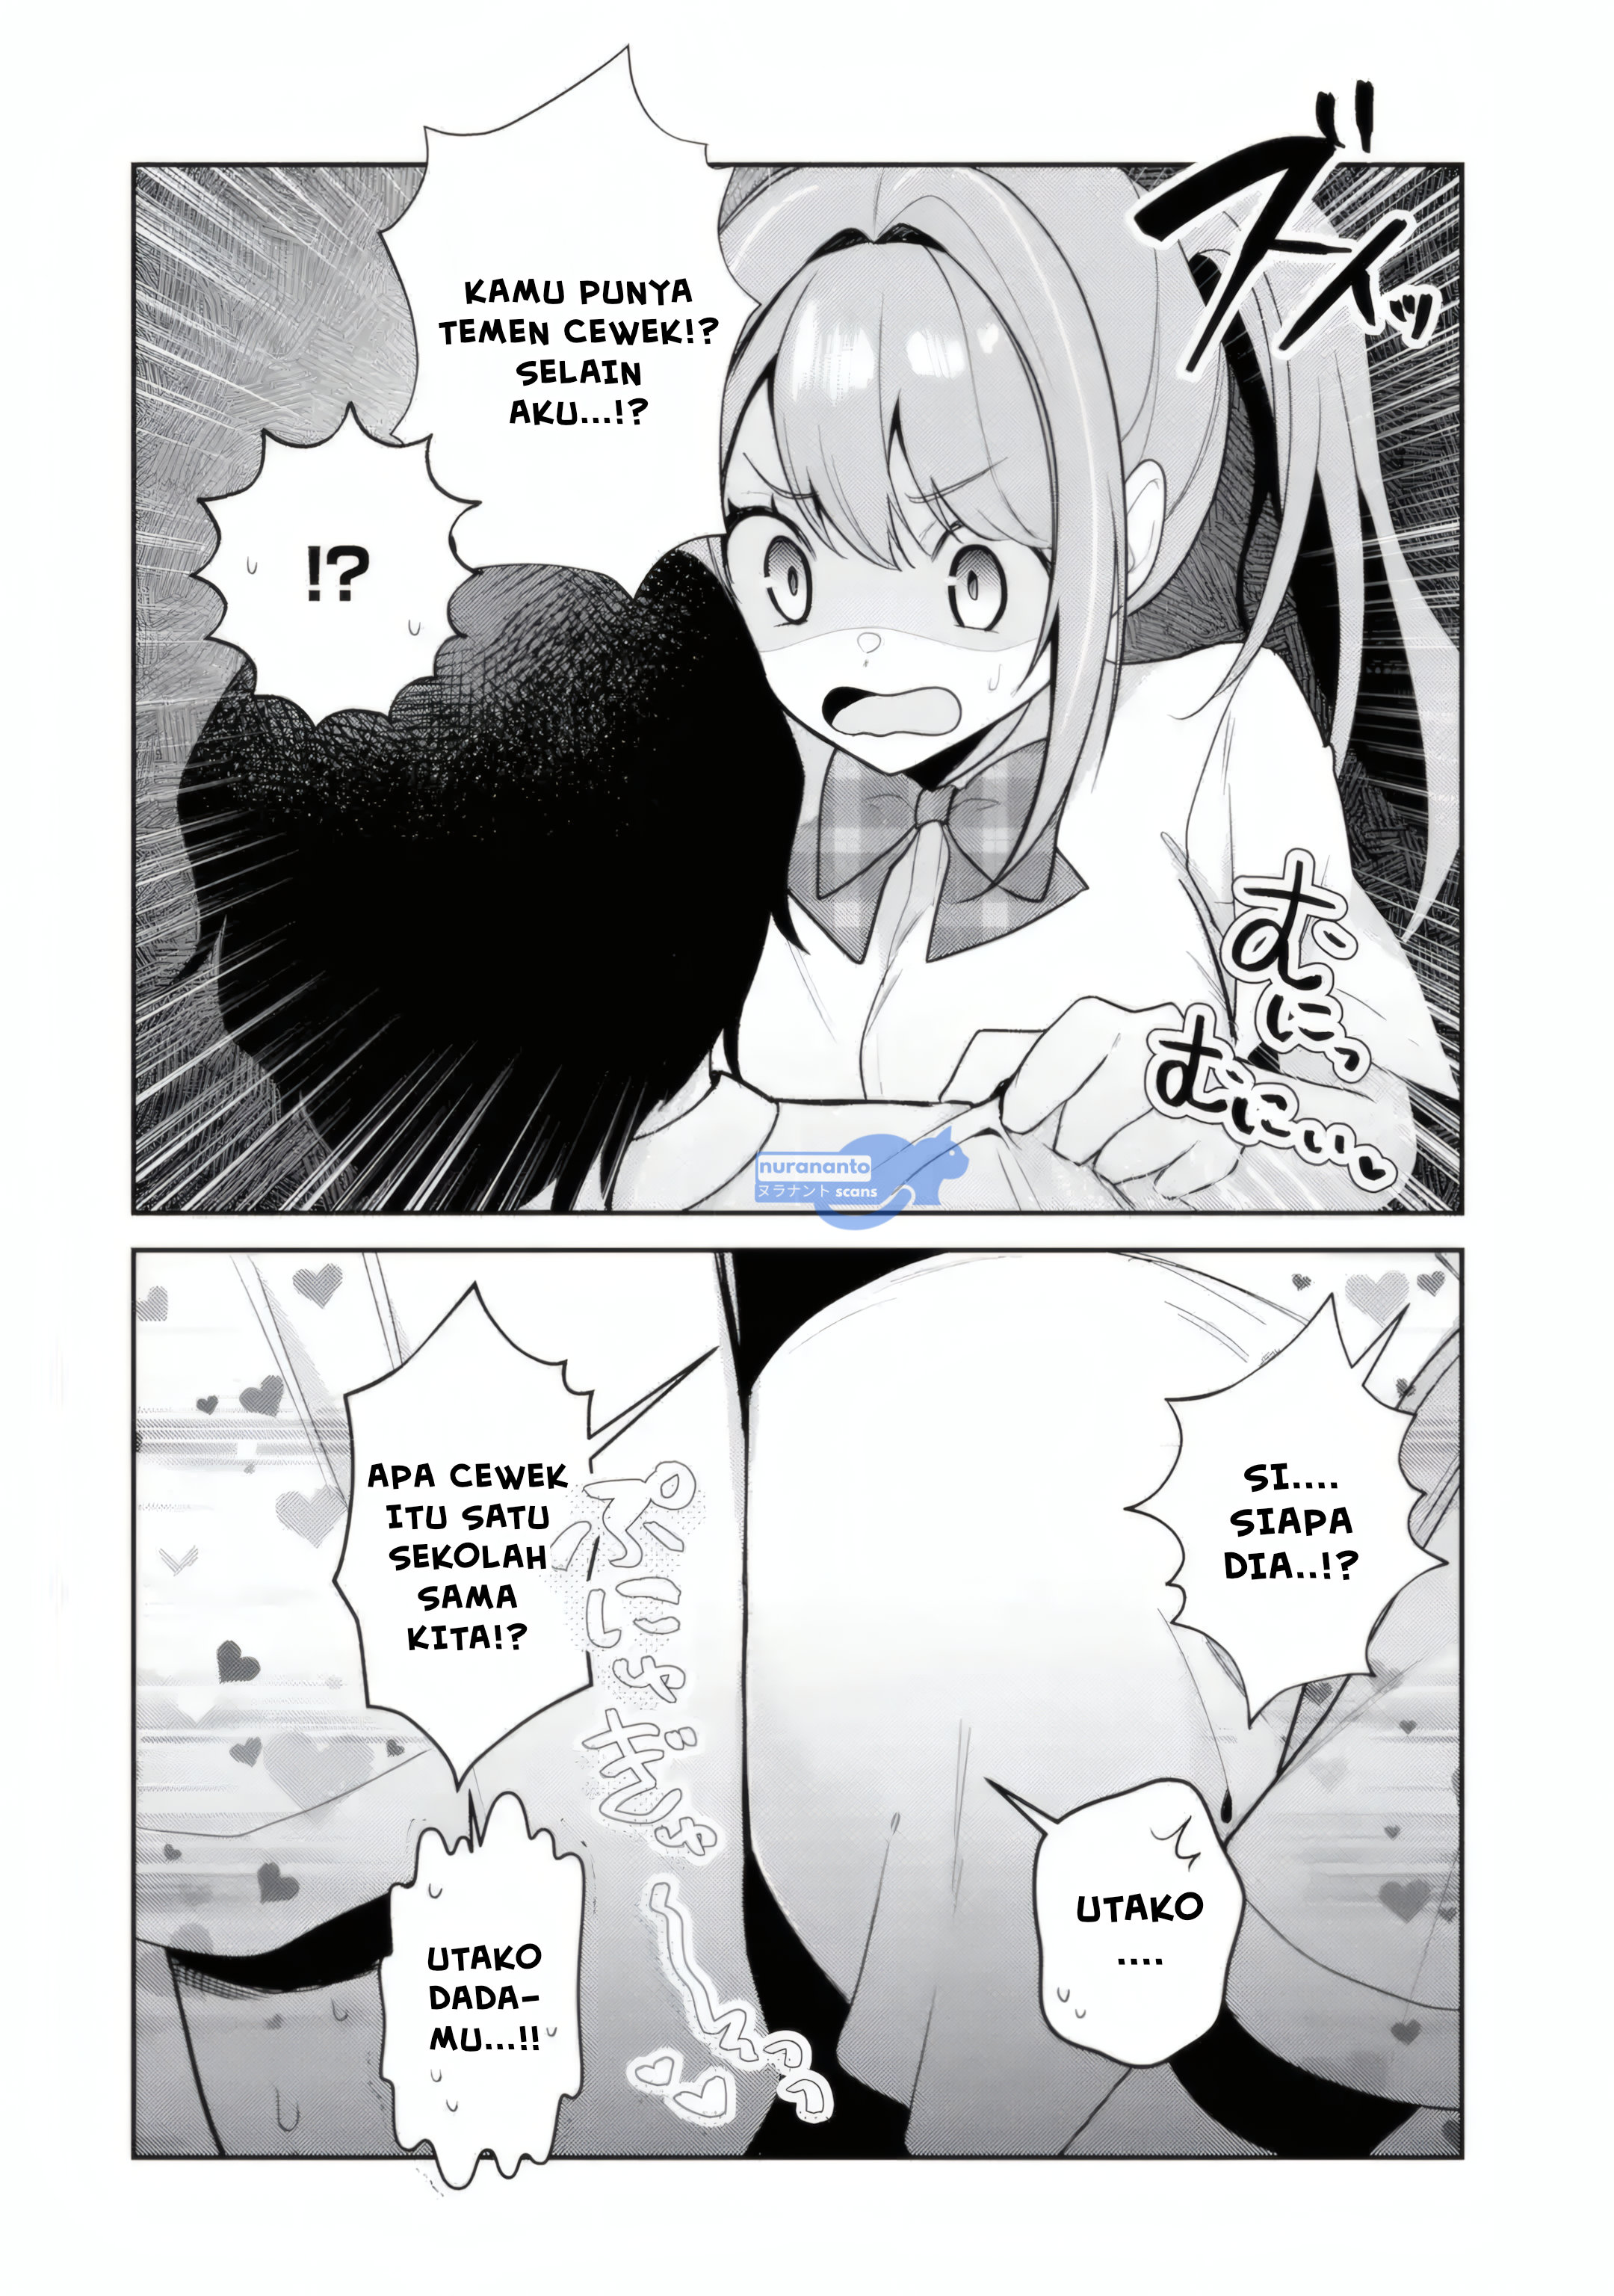 ズイッ
KAMU PUNYA
TEMEN CEWEK!?
SELAIN
AKU...!?
!?
むにっ
むにぃ♡
nurananto
ヌラナント scans
SI....
SIAPA
DIA..!?
UTAKO
....
APA CEWEK
ITU SATU
SEKOLAH
SAMA
KITA!?
UTAKO
DADA-
MU...!!